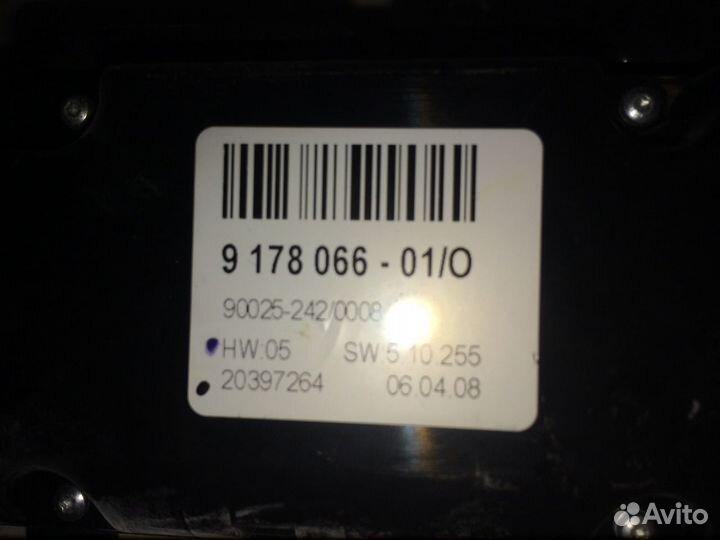 9 178 066 - 01/O
90025-242/0008
HW:05 SW 5.10.255
20397264 06.04.08
Avito